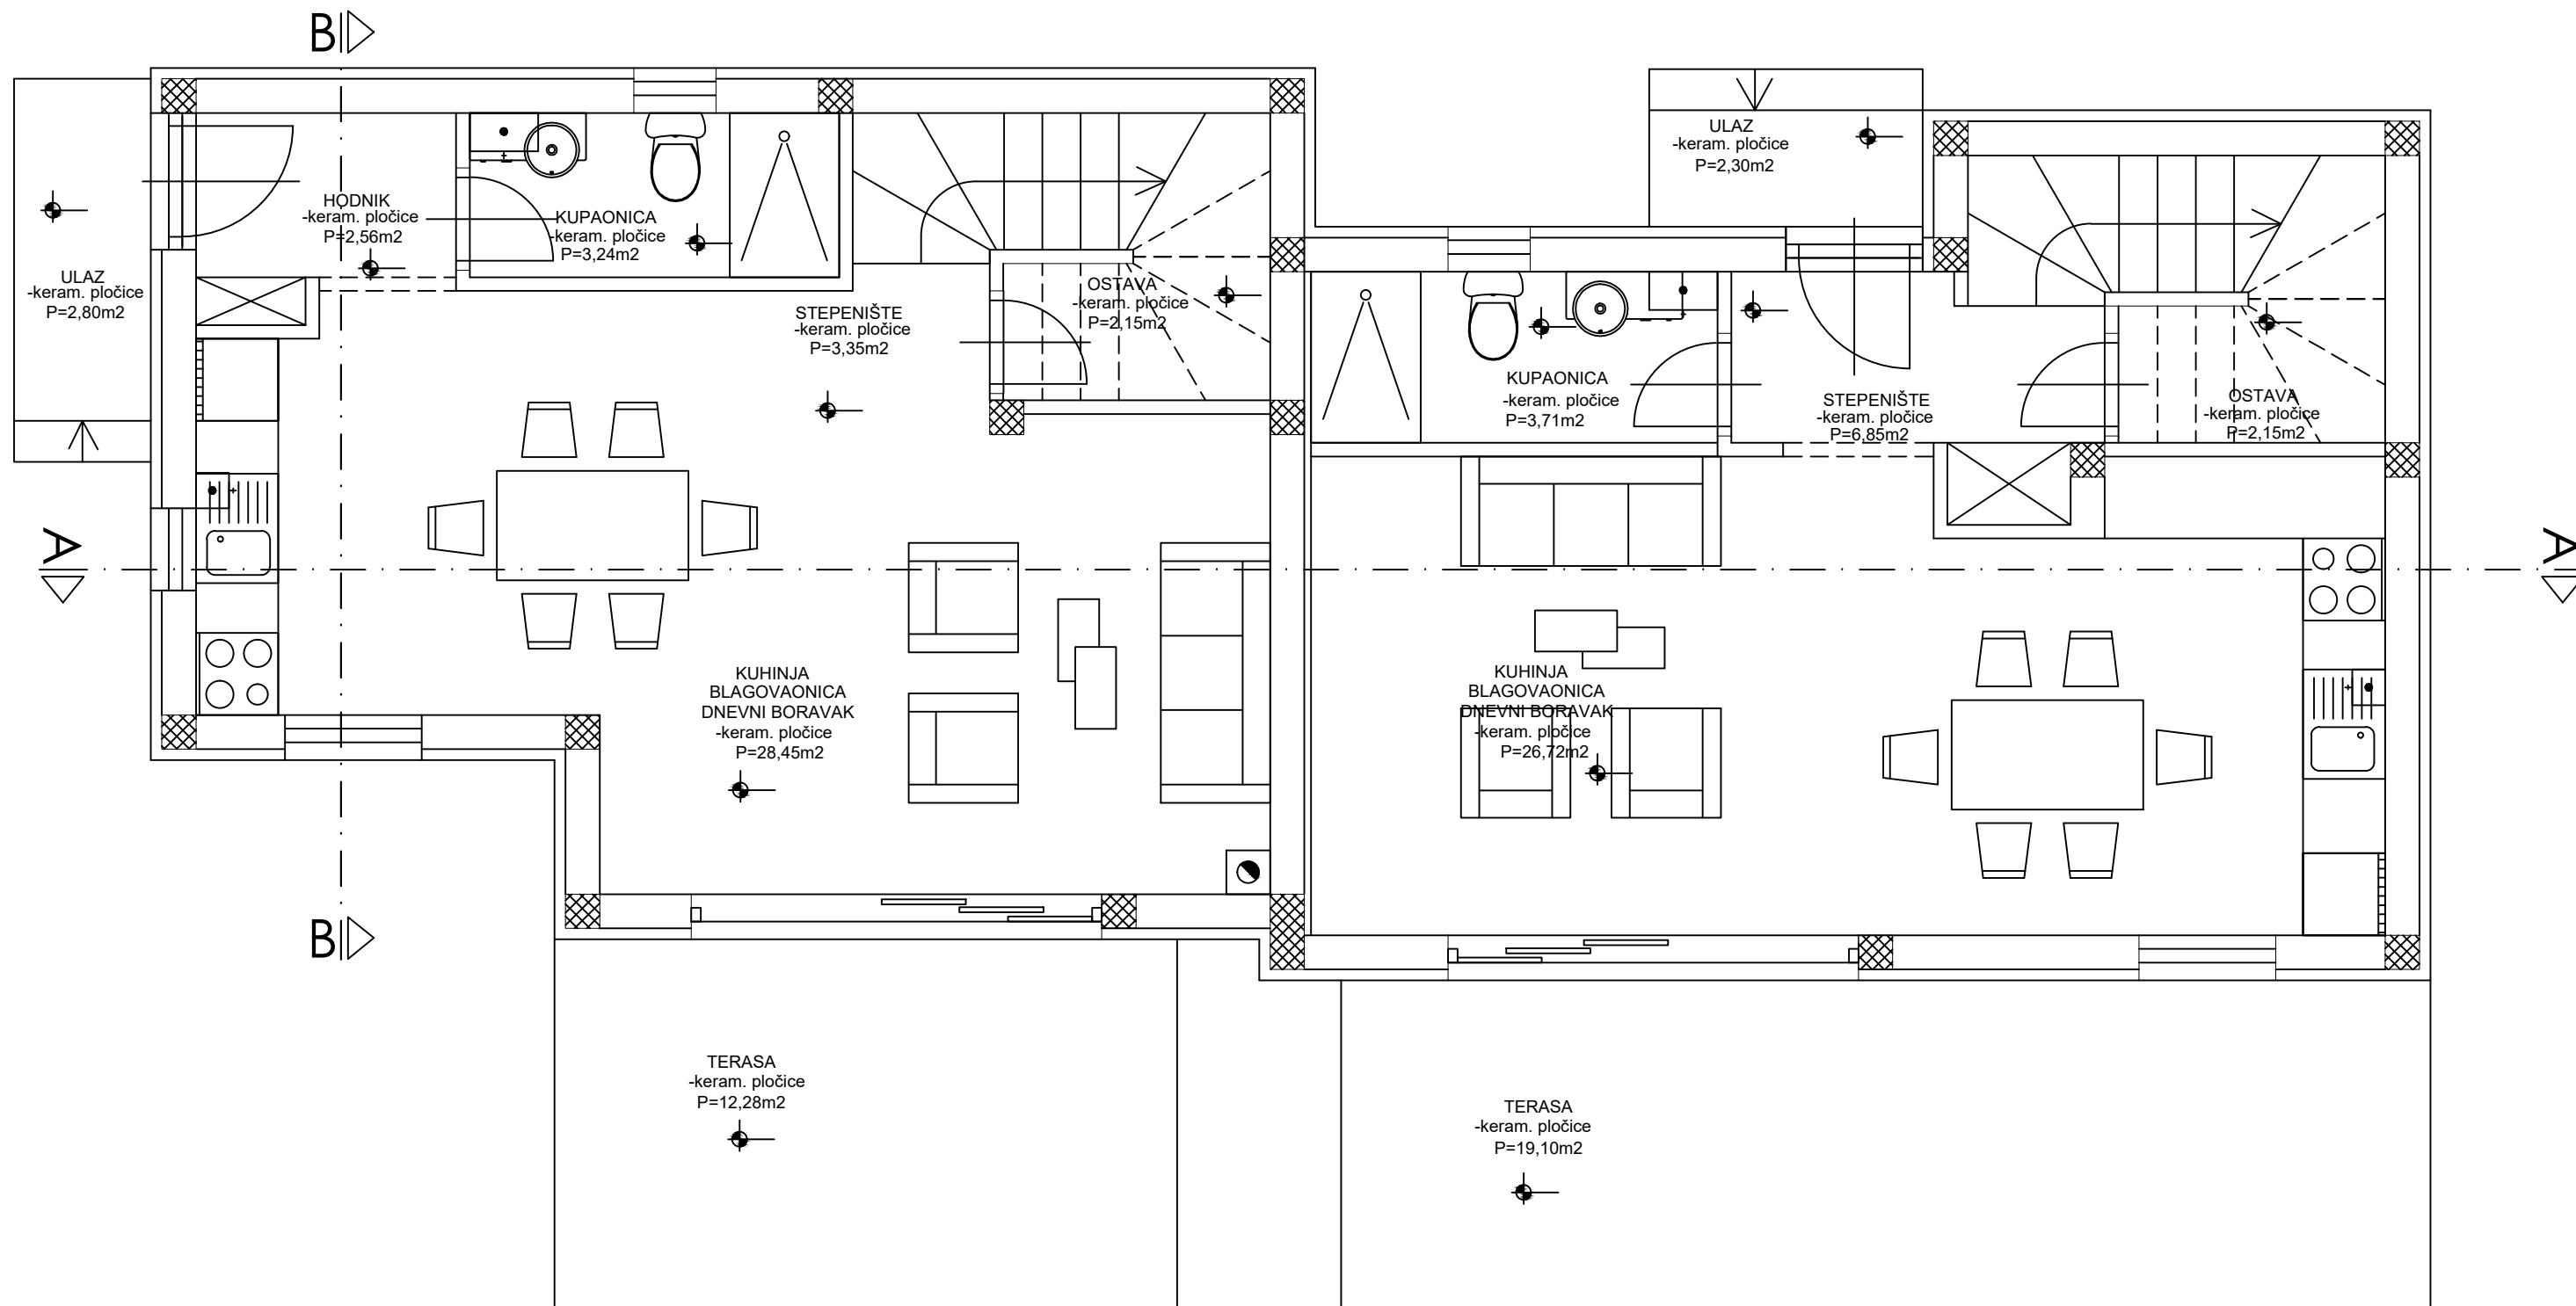 B
ULAZ
-keram. pločice
P=2,80m2
HODNIK
-keram. pločice
P=2,56m2
KUPAONICA
-keram. pločice
P=3,24m2
STEPENIŠTE
-keram. pločice
P=3,35m2
OSTAVA
-keram. pločice
P=2,15m2
ULAZ
-keram. pločice
P=2,30m2
KUPAONICA
-keram. pločice
P=3,71m2
STEPENIŠTE
-keram. pločice
P=6,85m2
OSTAVA
-keram. pločice
P=2,15m2
A
A
KUHINJA
BLAGOVAONICA
DNEVNI BORAVAK
-keram. pločice
P=28,45m2
KUHINJA
BLAGOVAONICA
DNEVNI BORAVAK
-keram. pločice
P=26,72m2
B
TERASA
-keram. pločice
P=12,28m2
TERASA
-keram. pločice
P=19,10m2